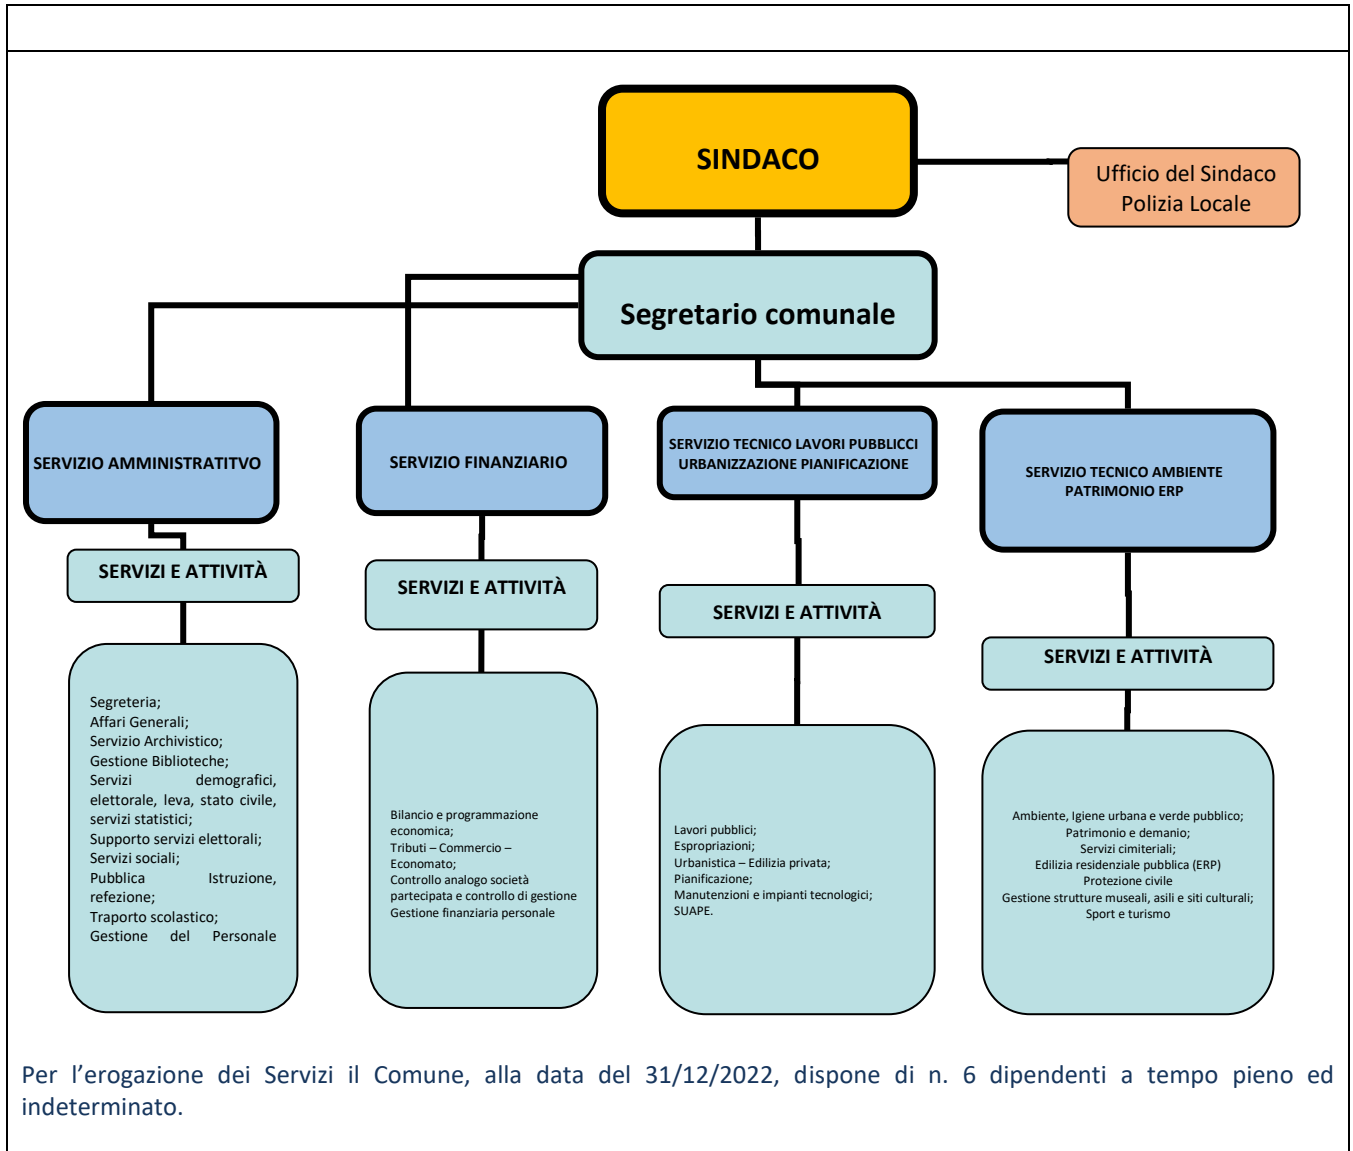 SINDACO
Ufficio del Sindaco
Polizia Locale
Segretario comunale
SERVIZIO AMMINISTRATITVO
SERVIZIO FINANZIARIO
SERVIZIO TECNICO LAVORI PUBBLICCI
URBANIZZAZIONE PIANIFICAZIONE
SERVIZIO TECNICO AMBIENTE
PATRIMONIO ERP
SERVIZI E ATTIVITÀ
SERVIZI E ATTIVITÀ
SERVIZI E ATTIVITÀ
SERVIZI E ATTIVITÀ
Segreteria;
Affari Generali;
Servizio Archivistico;
Gestione Biblioteche;
Servizi demografici,
elettorale, leva, stato civile,
servizi statistici;
Supporto servizi elettorali;
Servizi sociali;
Pubblica Istruzione,
refezione;
Traporto scolastico;
Gestione del Personale
Bilancio e programmazione
economica;
Tributi – Commercio –
Economato;
Controllo analogo società
partecipata e controllo di gestione
Gestione finanziaria personale
Lavori pubblici;
Espropriazioni;
Urbanistica – Edilizia privata;
Pianificazione;
Manutenzioni e impianti tecnologici;
SUAPE.
Ambiente, Igiene urbana e verde pubblico;
Patrimonio e demanio;
Servizi cimiteriali;
Edilizia residenziale pubblica (ERP)
Protezione civile
Gestione strutture museali, asili e siti culturali;
Sport e turismo
Per l’erogazione dei Servizi il Comune, alla data del 31/12/2022, dispone di n. 6 dipendenti a tempo pieno ed
indeterminato.